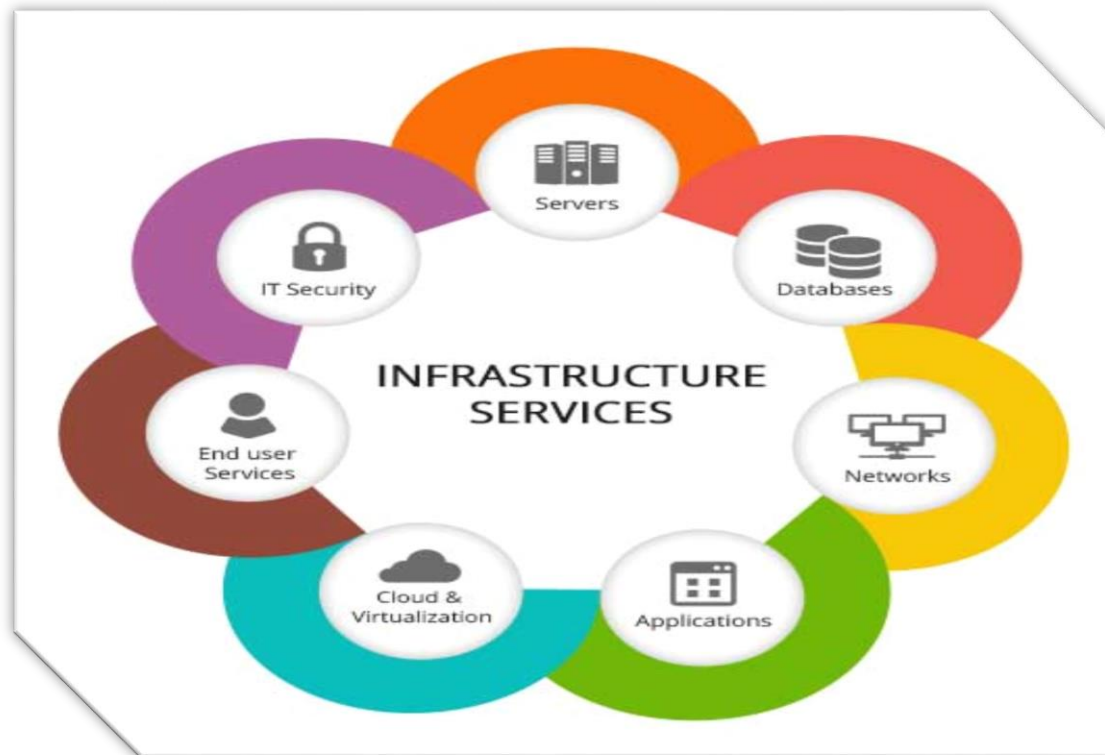 Servers
Databases
Networks
Applications
Cloud &
Virtualization
End user
Services
IT Security
INFRASTRUCTURE
SERVICES